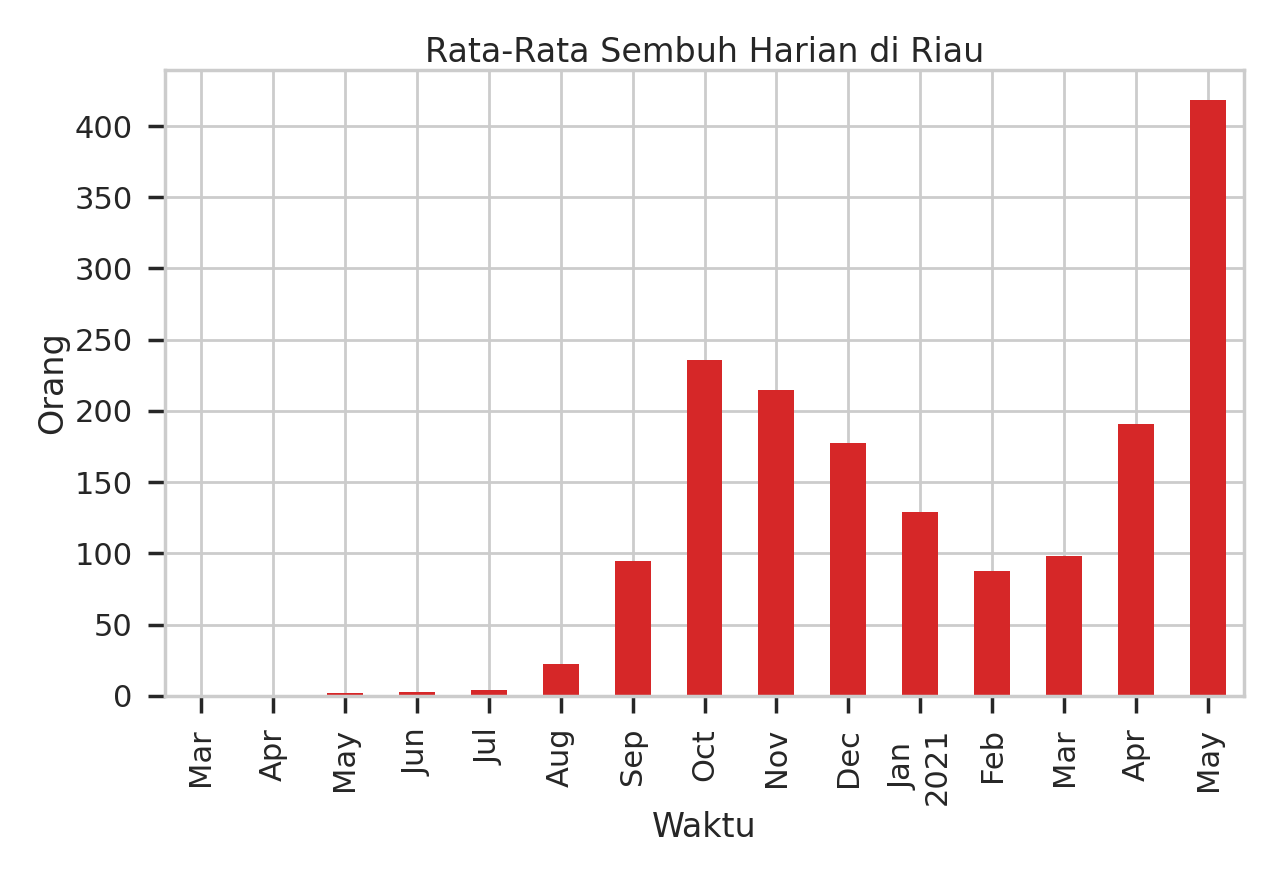 Rata-Rata Sembuh Harian di Riau
Orang
400
350
300
250
200
150
100
50
0
Mar
Apr
May
Jun
Jul
Aug
Sep
Oct
Nov
Dec
Jan
2021
Feb
Mar
Apr
May
Waktu